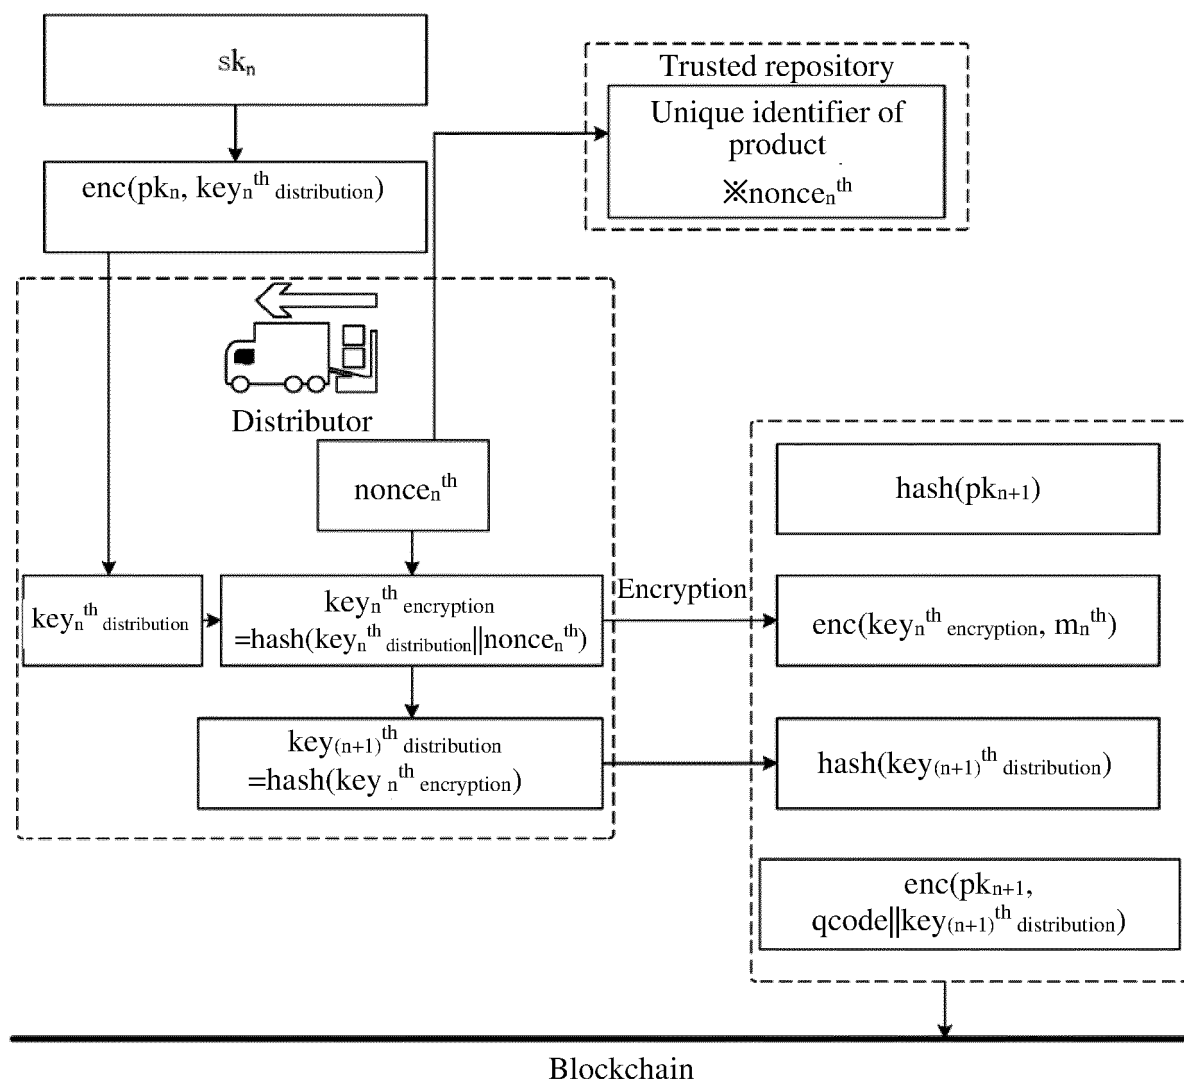 skₙ
Trusted repository
Unique identifier of
product
※nonceₙᵗʰ
enc(pkₙ, keyₙᵗʰ distribution)
Distributor
nonceₙᵗʰ
hash(pkₙ₊₁)
keyₙᵗʰ distribution
keyₙᵗʰ encryption
=hash(keyₙᵗʰ distribution||nonceₙᵗʰ)
Encryption
enc(keyₙᵗʰ encryption, mₙᵗʰ)
key₍ₙ₊₁₎ᵗʰ distribution
=hash(key ₙᵗʰ encryption)
hash(key₍ₙ₊₁₎ᵗʰ distribution)
enc(pkₙ₊₁,
qcode||key₍ₙ₊₁₎ᵗʰ distribution)
Blockchain